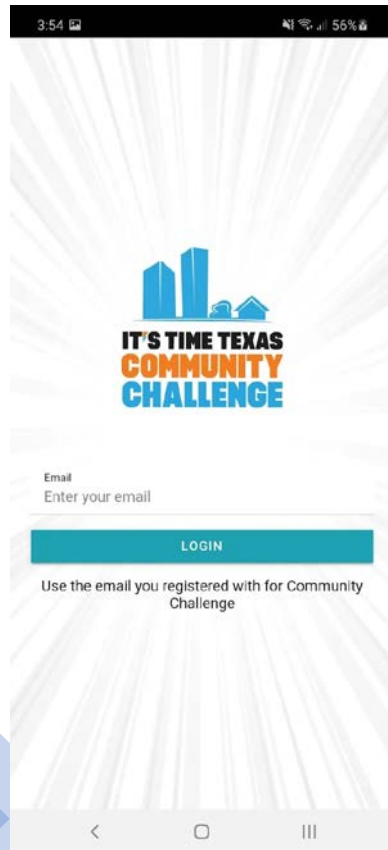 3:54 56%
IT'S TIME TEXAS
COMMUNITY
CHALLENGE
Email
Enter your email
LOGIN
Use the email you registered with for Community
Challenge